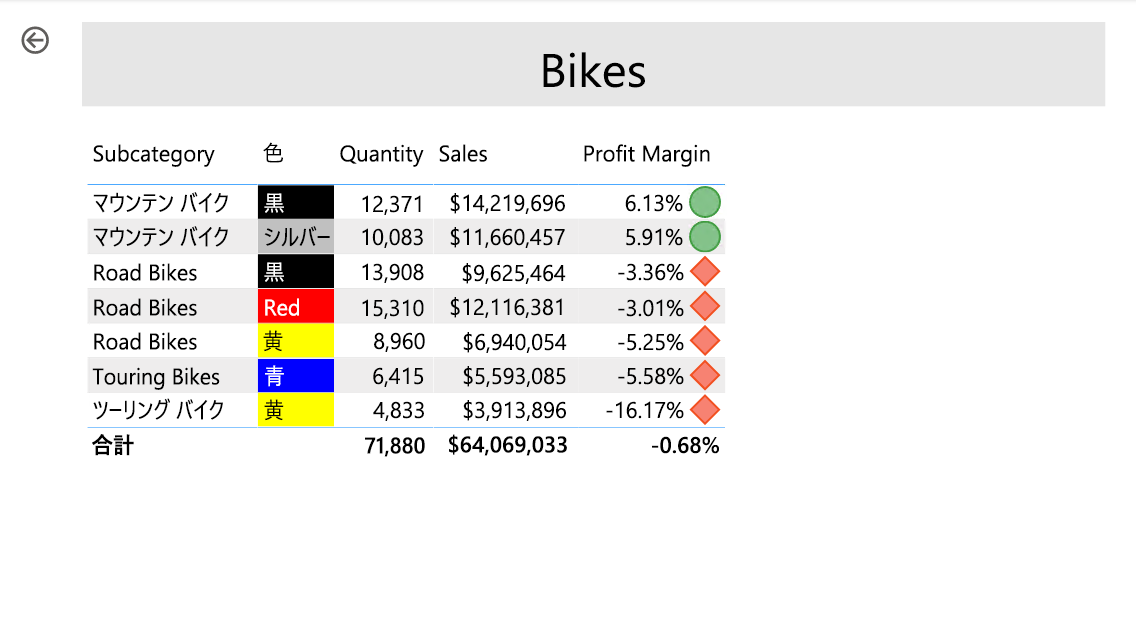 Bikes
Subcategory 色 Quantity Sales Profit Margin
マウンテン バイク 黒 12,371 $14,219,696 6.13%
マウンテン バイク シルバー 10,083 $11,660,457 5.91%
Road Bikes 黒 13,908 $9,625,464 -3.36%
Road Bikes Red 15,310 $12,116,381 -3.01%
Road Bikes 黄 8,960 $6,940,054 -5.25%
Touring Bikes 青 6,415 $5,593,085 -5.58%
ツーリング バイク 黄 4,833 $3,913,896 -16.17%
合計 71,880 $64,069,033 -0.68%